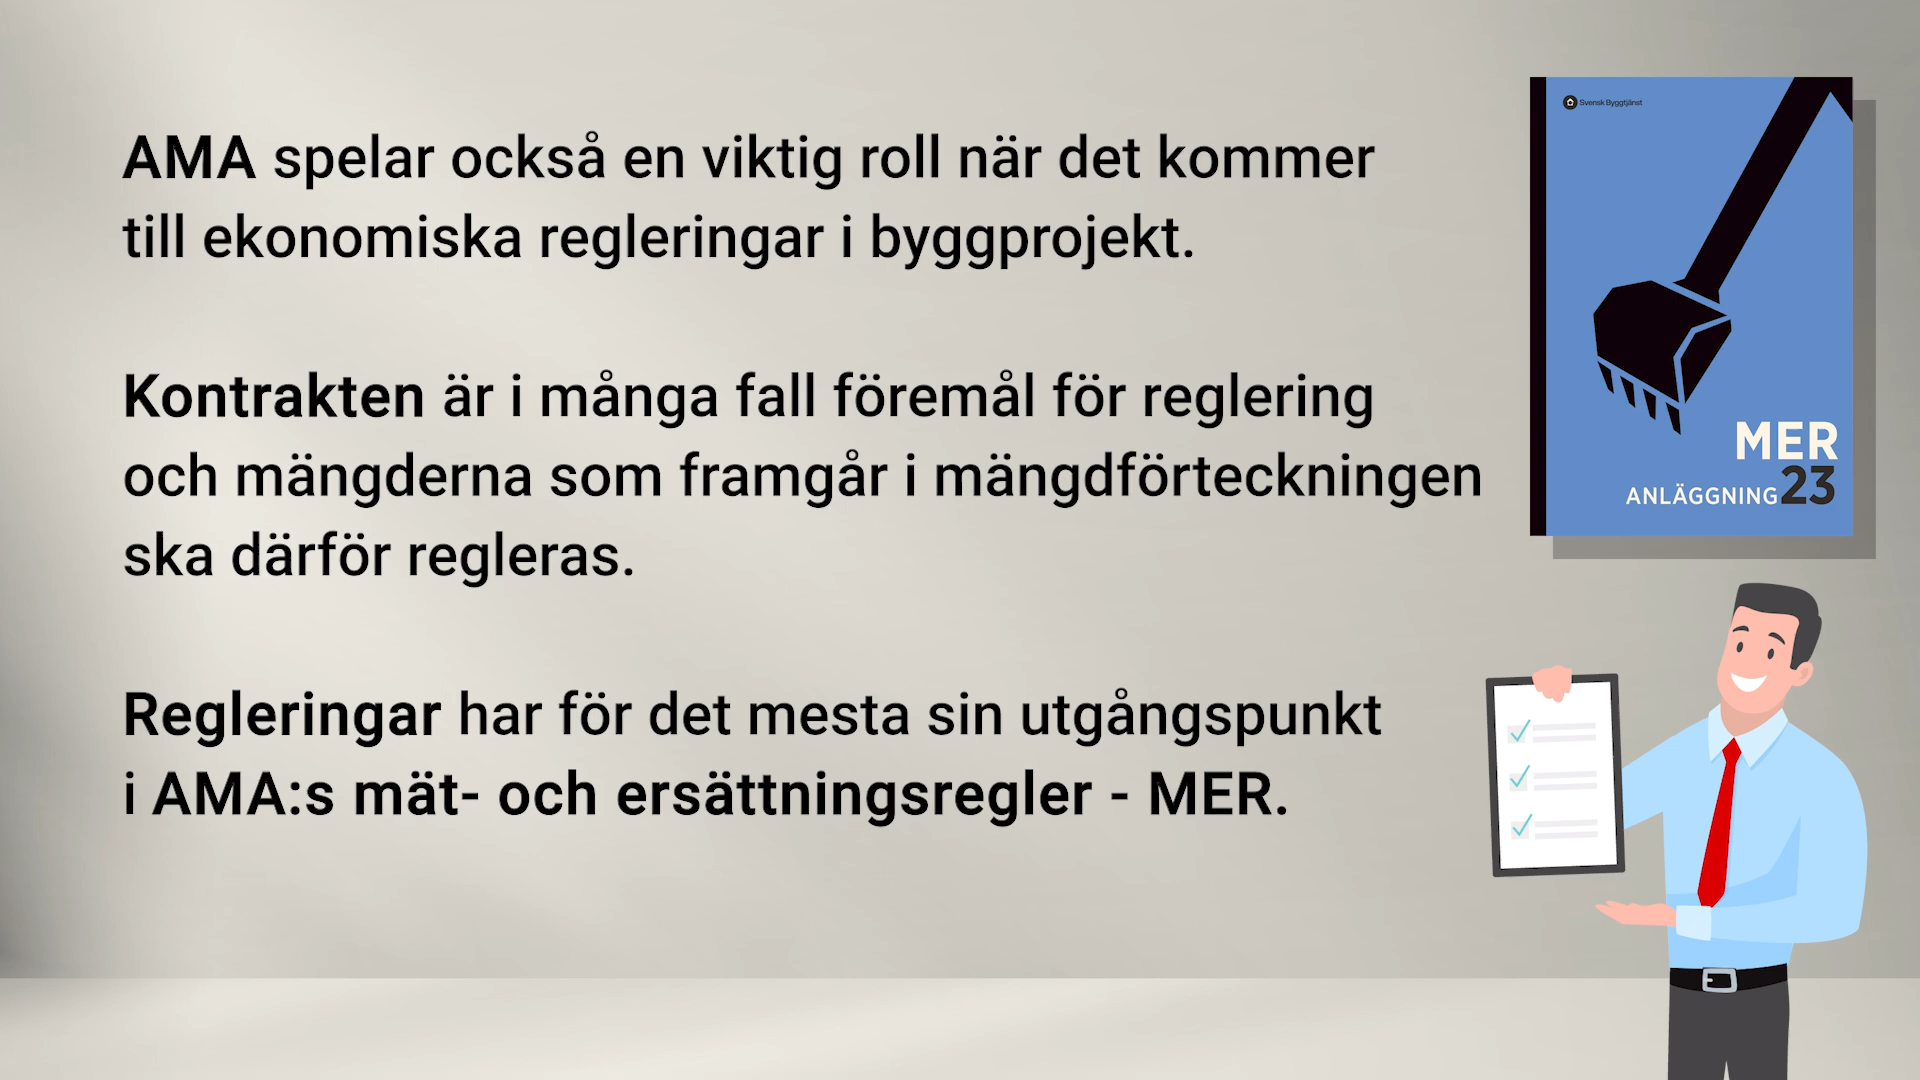 AMA spelar också en viktig roll när det kommer
till ekonomiska regleringar i byggprojekt.
Kontrakten är i många fall föremål för reglering
och mängderna som framgår i mängdförteckningen
ska därför regleras.
Regleringar har för det mesta sin utgångspunkt
i AMA:s mät- och ersättningsregler - MER.
Svensk Byggtjänst
MER
ANLÄGGNING 23